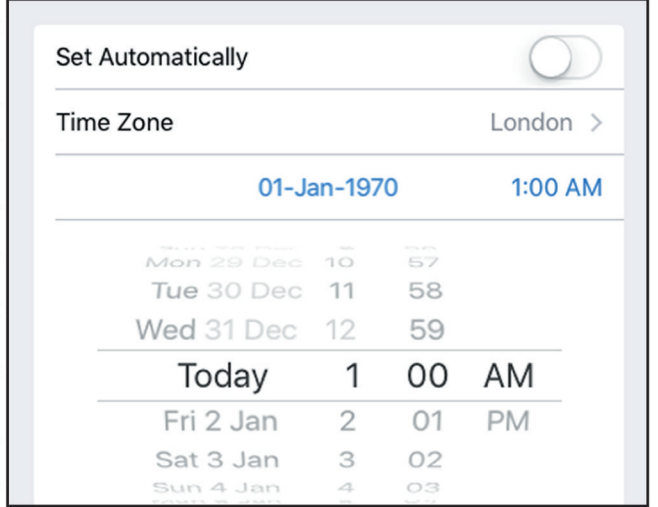 Set Automatically
Time Zone London >
01-Jan-1970 1:00 AM
Mon 29 Dec 10 57
Tue 30 Dec 11 58
Wed 31 Dec 12 59
Today 1 00 AM
Fri 2 Jan 2 01 PM
Sat 3 Jan 3 02
Sun 4 Jan 4 03